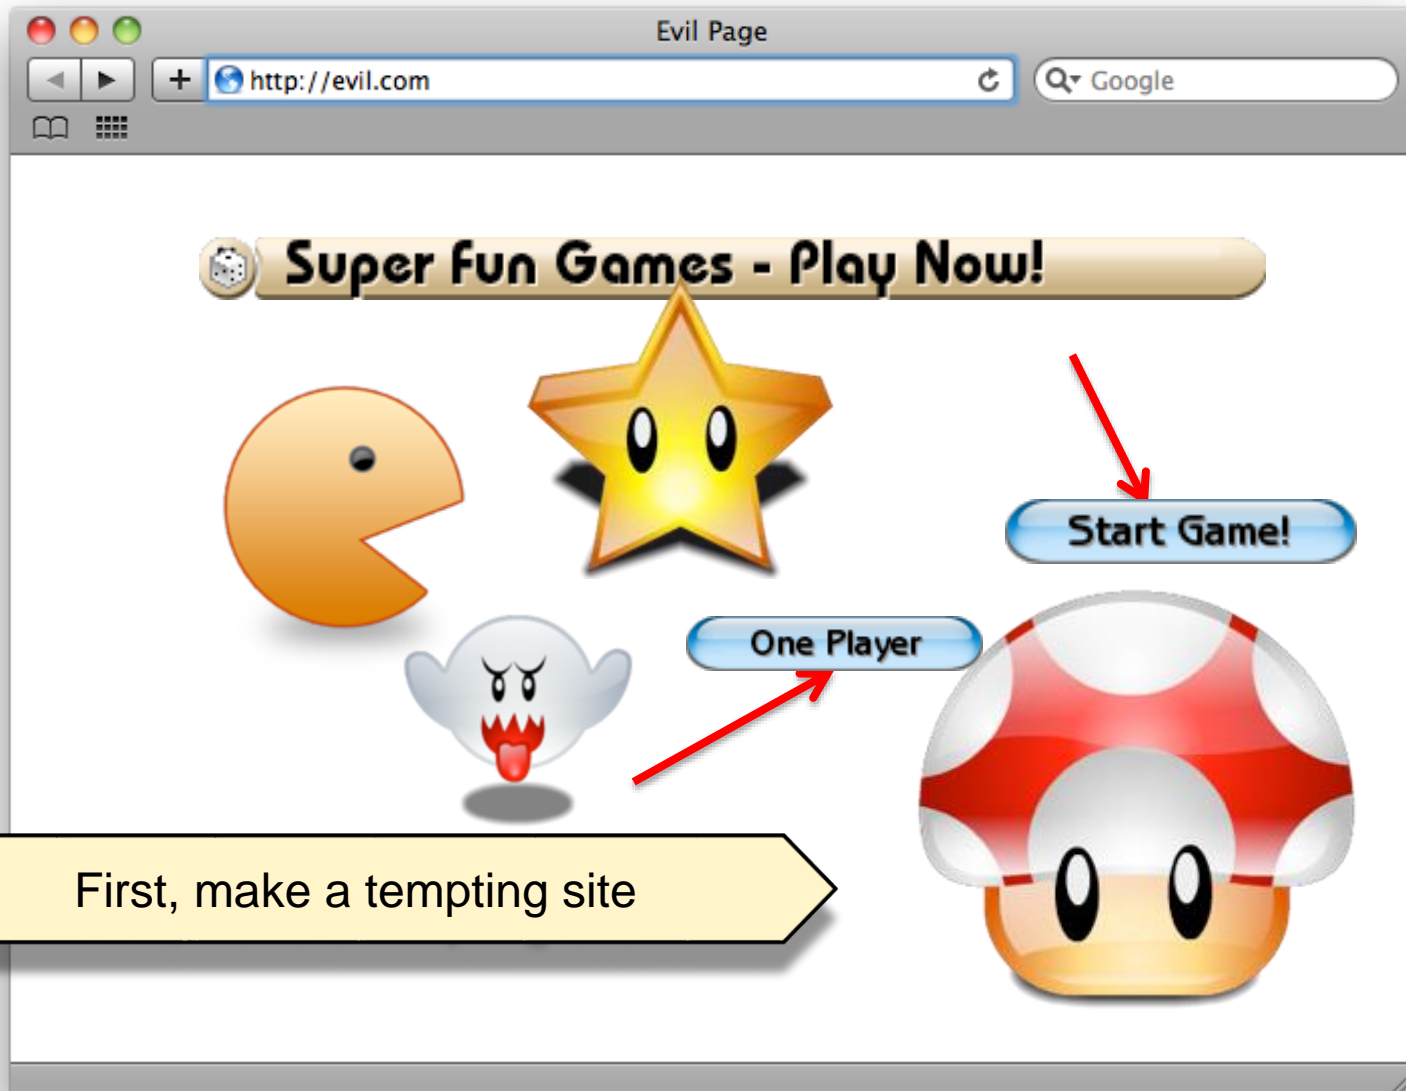 Evil Page
http://evil.com
Google
Super Fun Games - Play Now!
Start Game!
One Player
First, make a tempting site